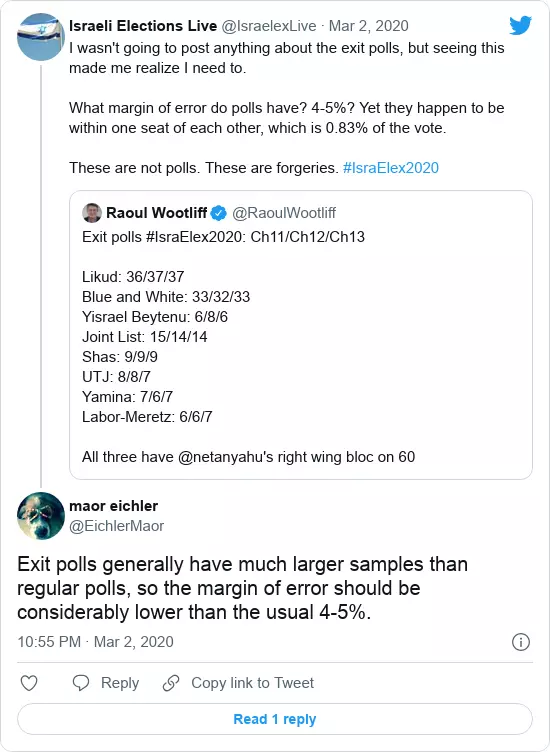 Israeli Elections Live @IsraelexLive · Mar 2, 2020
I wasn't going to post anything about the exit polls, but seeing this
made me realize I need to.
What margin of error do polls have? 4-5%? Yet they happen to be
within one seat of each other, which is 0.83% of the vote.
These are not polls. These are forgeries. #IsraElex2020
Raoul Wootliff @RaoulWootliff
Exit polls #IsraElex2020: Ch11/Ch12/Ch13
Likud: 36/37/37
Blue and White: 33/32/33
Yisrael Beytenu: 6/8/6
Joint List: 15/14/14
Shas: 9/9/9
UTJ: 8/8/7
Yamina: 7/6/7
Labor-Meretz: 6/6/7
All three have @netanyahu's right wing bloc on 60
maor eichler
@EichlerMaor
Exit polls generally have much larger samples than
regular polls, so the margin of error should be
considerably lower than the usual 4-5%.
10:55 PM · Mar 2, 2020
Reply
Copy link to Tweet
Read 1 reply